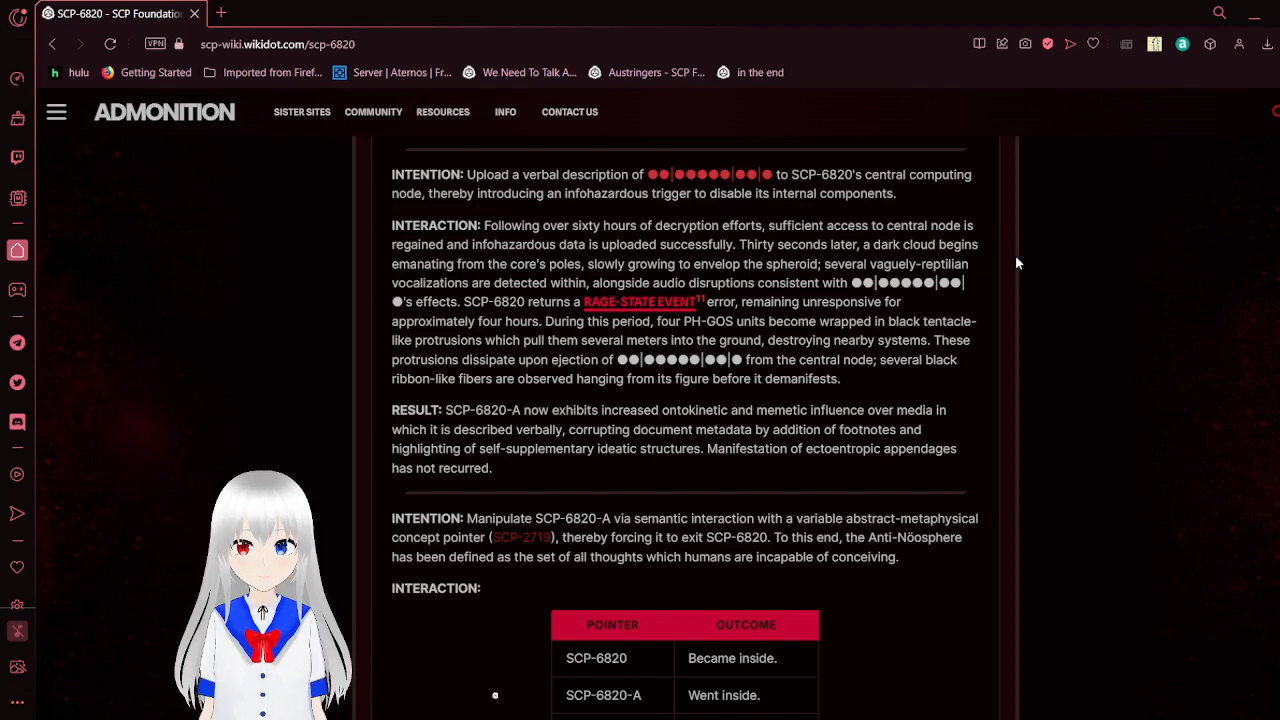 SCP-6820 - SCP Foundation
VPN
scp-wiki.wikidot.com/scp-6820
h hulu
Getting Started
Imported from Firef...
Server | Aternos | Fr...
We Need To Talk A...
Austringers - SCP F...
in the end
ADMONITION
SISTER SITES
COMMUNITY
RESOURCES
INFO
CONTACT US
INTENTION: Upload a verbal description of ●●|●●●●●|●●|● to SCP-6820's central computing
node, thereby introducing an infohazardous trigger to disable its internal components.
INTERACTION: Following over sixty hours of decryption efforts, sufficient access to central node is
regained and infohazardous data is uploaded successfully. Thirty seconds later, a dark cloud begins
emanating from the core's poles, slowly growing to envelop the spheroid; several vaguely-reptilian
vocalizations are detected within, alongside audio disruptions consistent with ●●|●●●●●|●●|
●'s effects. SCP-6820 returns a RAGE-STATE EVENT11 error, remaining unresponsive for
approximately four hours. During this period, four PH-GOS units become wrapped in black tentacle-
like protrusions which pull them several meters into the ground, destroying nearby systems. These
protrusions dissipate upon ejection of ●●|●●●●●|●●|● from the central node; several black
ribbon-like fibers are observed hanging from its figure before it demanifests.
RESULT: SCP-6820-A now exhibits increased ontokinetic and memetic influence over media in
which it is described verbally, corrupting document metadata by addition of footnotes and
highlighting of self-supplementary ideatic structures. Manifestation of ectoentropic appendages
has not recurred.
INTENTION: Manipulate SCP-6820-A via semantic interaction with a variable abstract-metaphysical
concept pointer (SCP-2719), thereby forcing it to exit SCP-6820. To this end, the Anti-Nöosphere
has been defined as the set of all thoughts which humans are incapable of conceiving.
INTERACTION:
POINTER OUTCOME
SCP-6820 Became inside.
SCP-6820-A Went inside.